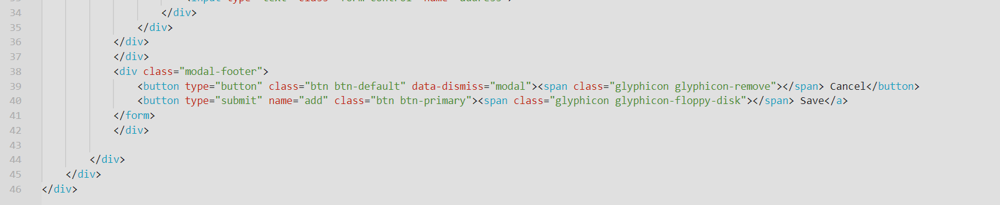 34 </div>
35 </div>
36 </div>
37 </div>
38 <div class="modal-footer">
39 <button type="button" class="btn btn-default" data-dismiss="modal"><span class="glyphicon glyphicon-remove"></span> Cancel</button>
40 <button type="submit" name="add" class="btn btn-primary"><span class="glyphicon glyphicon-floppy-disk"></span> Save</a>
41 </form>
42 </div>
43
44 </div>
45 </div>
46 </div>